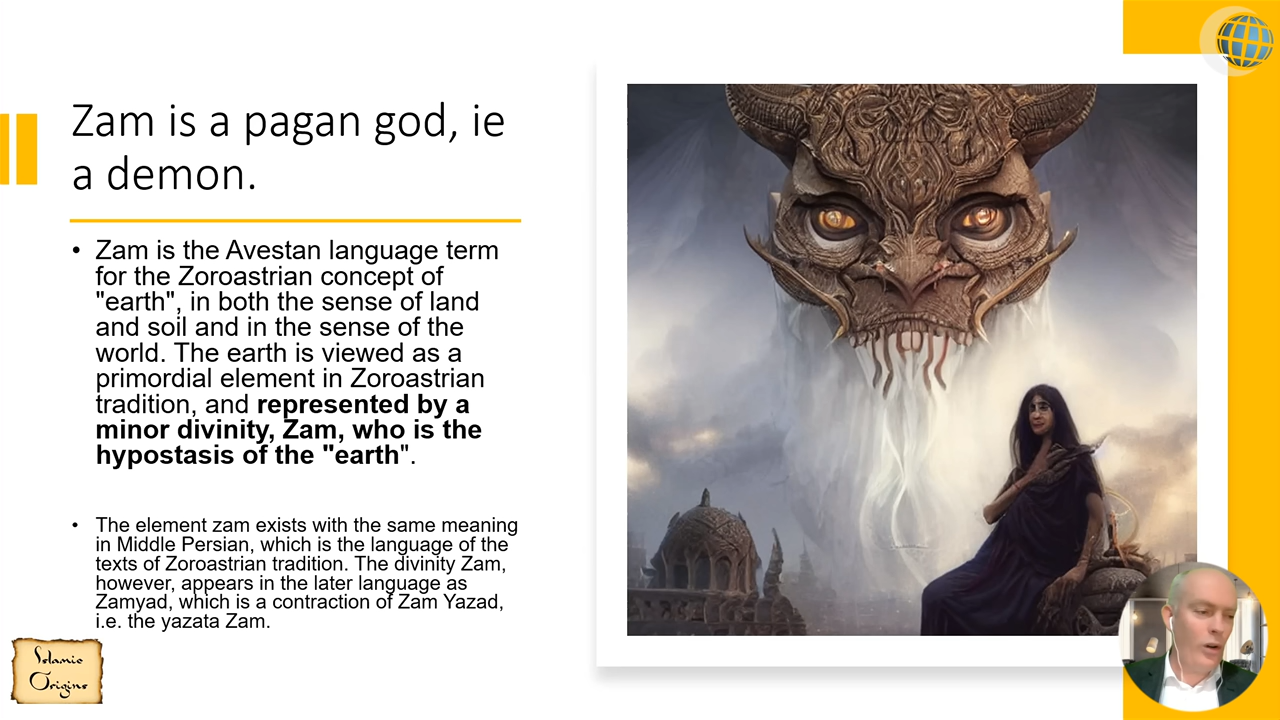 Zam is a pagan god, ie
a demon.
• Zam is the Avestan language term
for the Zoroastrian concept of
"earth", in both the sense of land
and soil and in the sense of the
world. The earth is viewed as a
primordial element in Zoroastrian
tradition, and represented by a
minor divinity, Zam, who is the
hypostasis of the "earth".
• The element zam exists with the same meaning
in Middle Persian, which is the language of the
texts of Zoroastrian tradition. The divinity Zam,
however, appears in the later language as
Zamyad, which is a contraction of Zam Yazad,
i.e. the yazata Zam.
Islamic
Origins